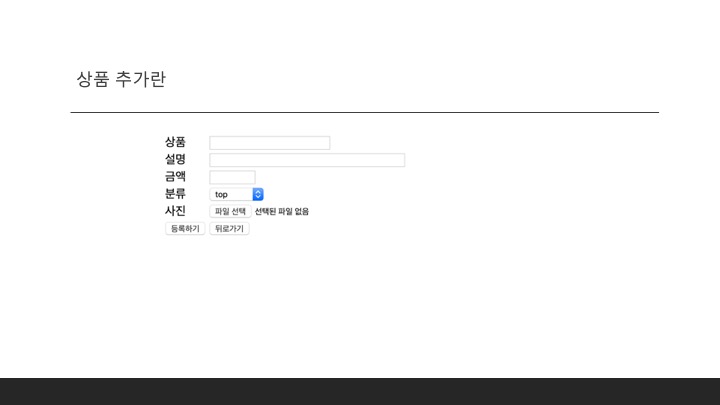 상품 추가란
상품
설명
금액
분류 top
사진 파일 선택 선택된 파일 없음
등록하기 뒤로가기